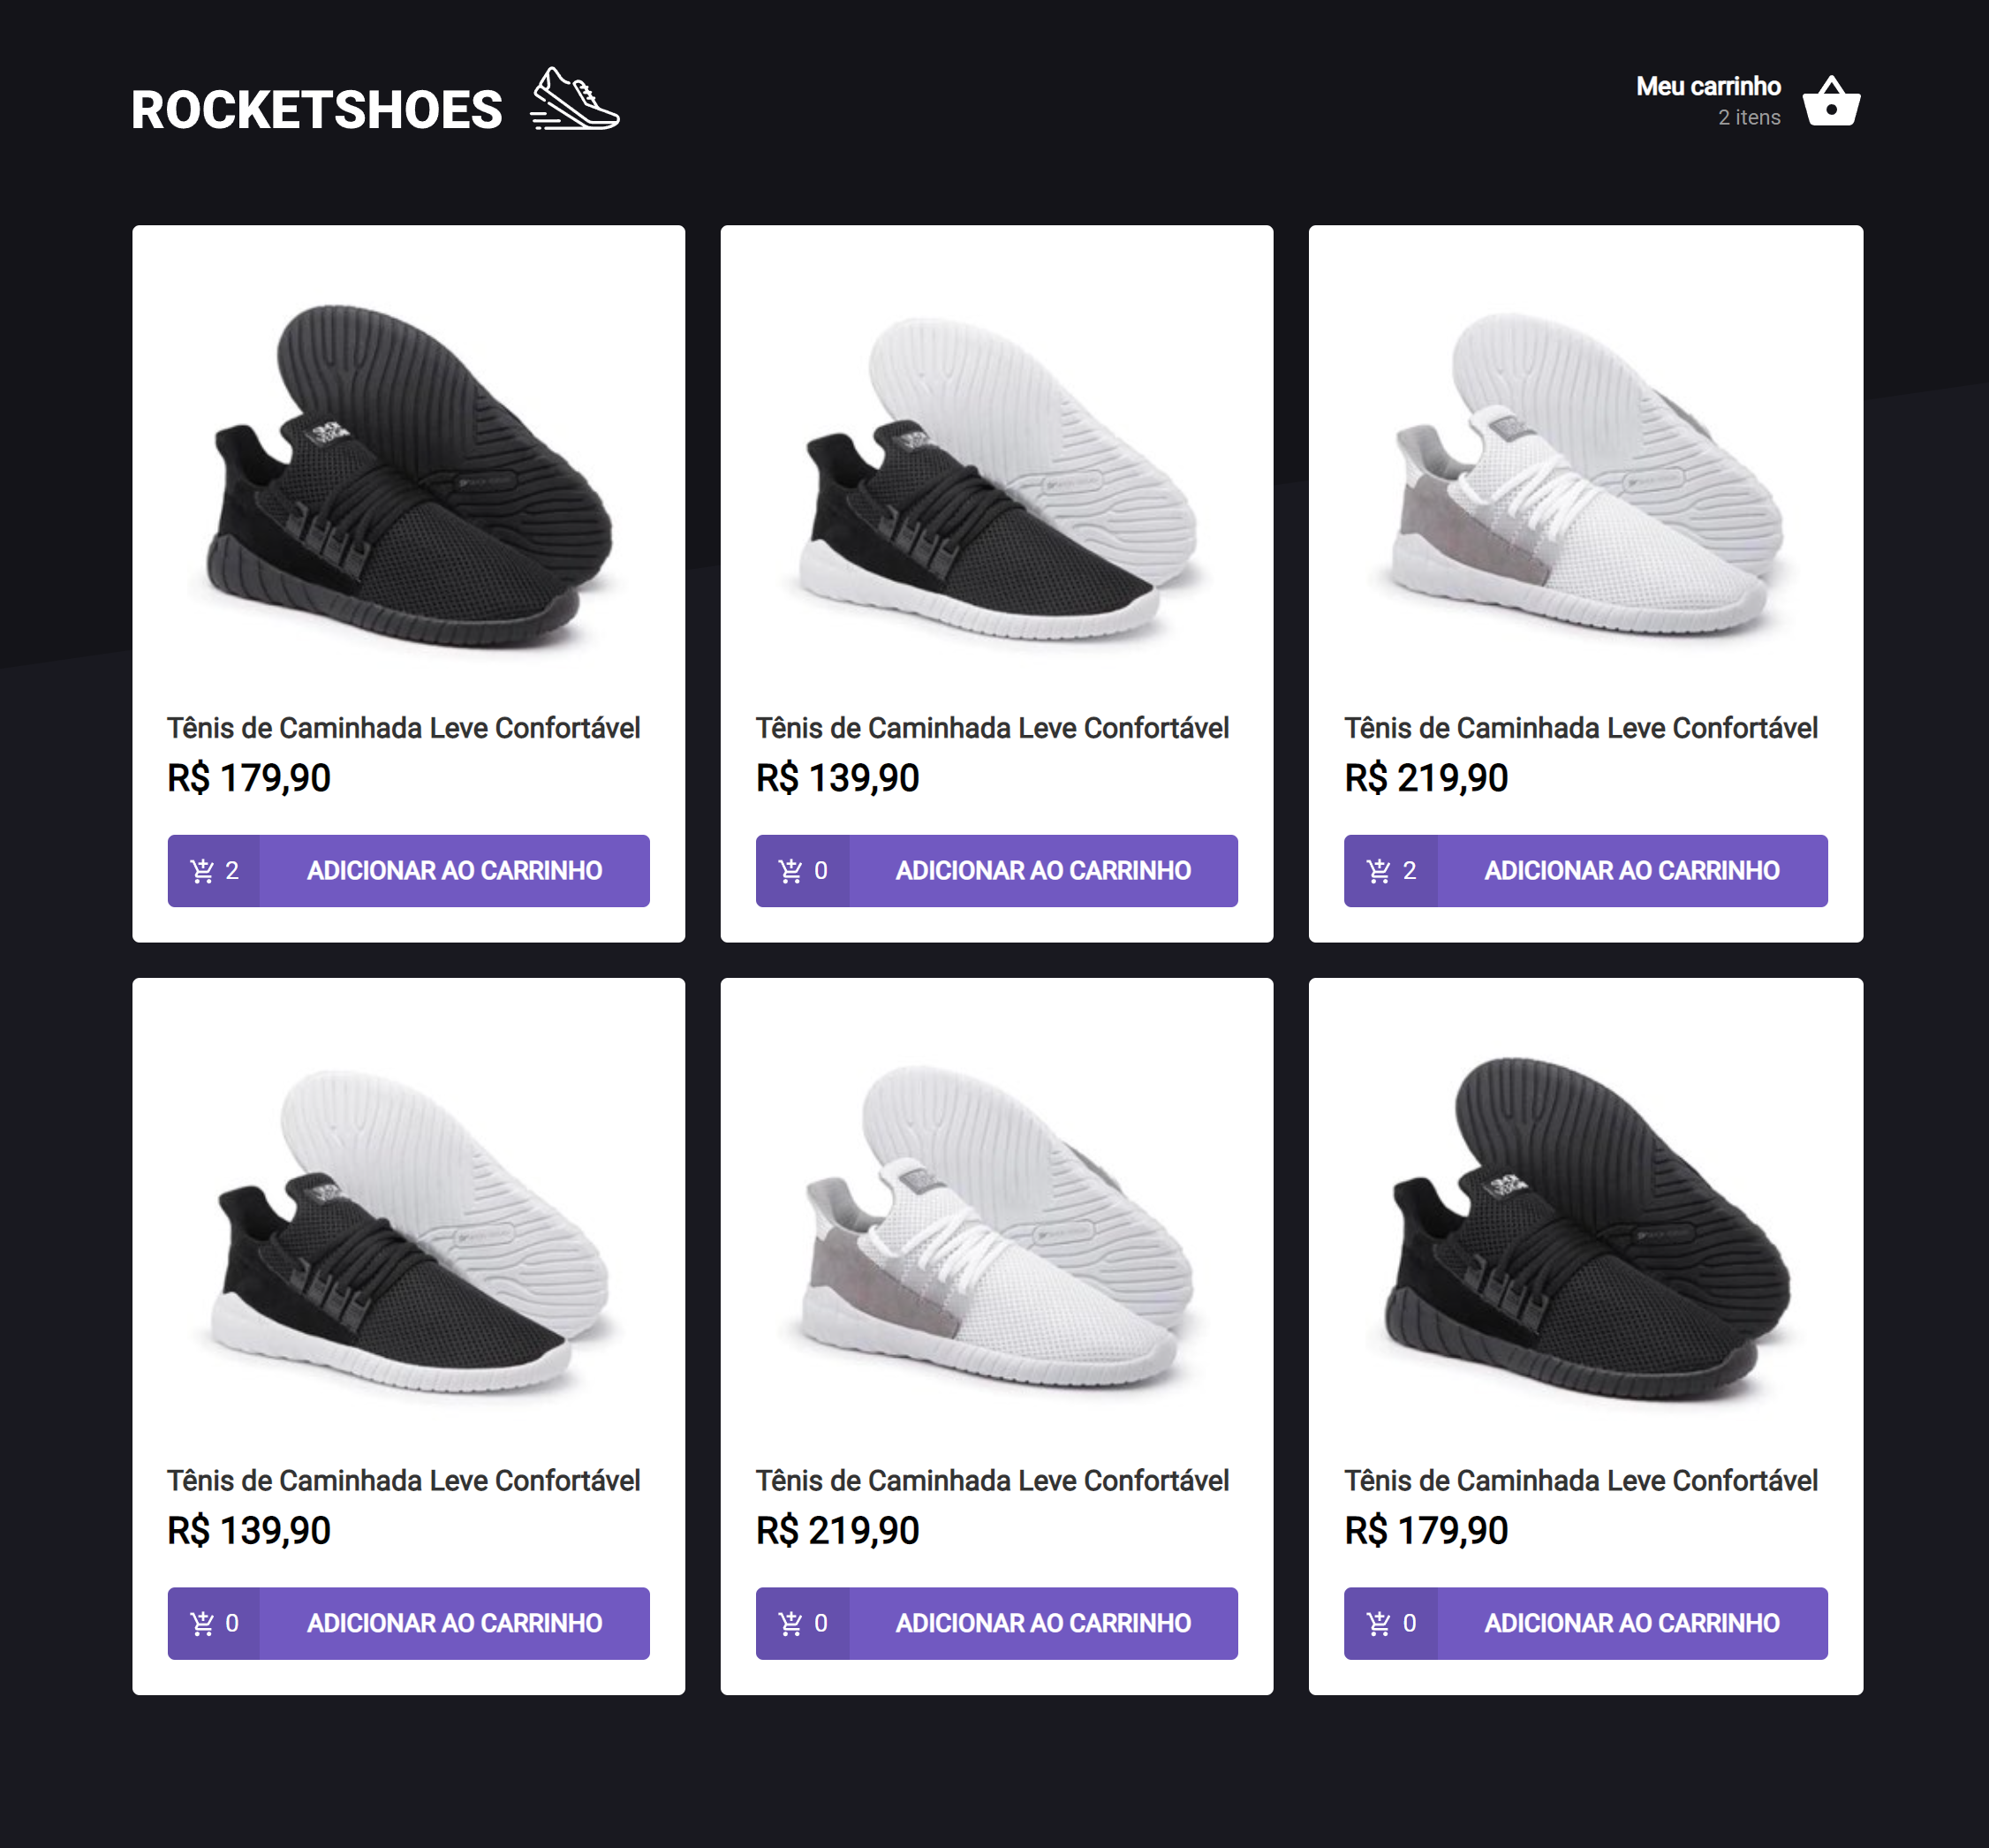 ROCKETSHOES
Meu carrinho
2 itens
Tênis de Caminhada Leve Confortável
R$ 179,90
2 ADICIONAR AO CARRINHO
Tênis de Caminhada Leve Confortável
R$ 139,90
0 ADICIONAR AO CARRINHO
Tênis de Caminhada Leve Confortável
R$ 219,90
2 ADICIONAR AO CARRINHO
Tênis de Caminhada Leve Confortável
R$ 139,90
0 ADICIONAR AO CARRINHO
Tênis de Caminhada Leve Confortável
R$ 219,90
0 ADICIONAR AO CARRINHO
Tênis de Caminhada Leve Confortável
R$ 179,90
0 ADICIONAR AO CARRINHO